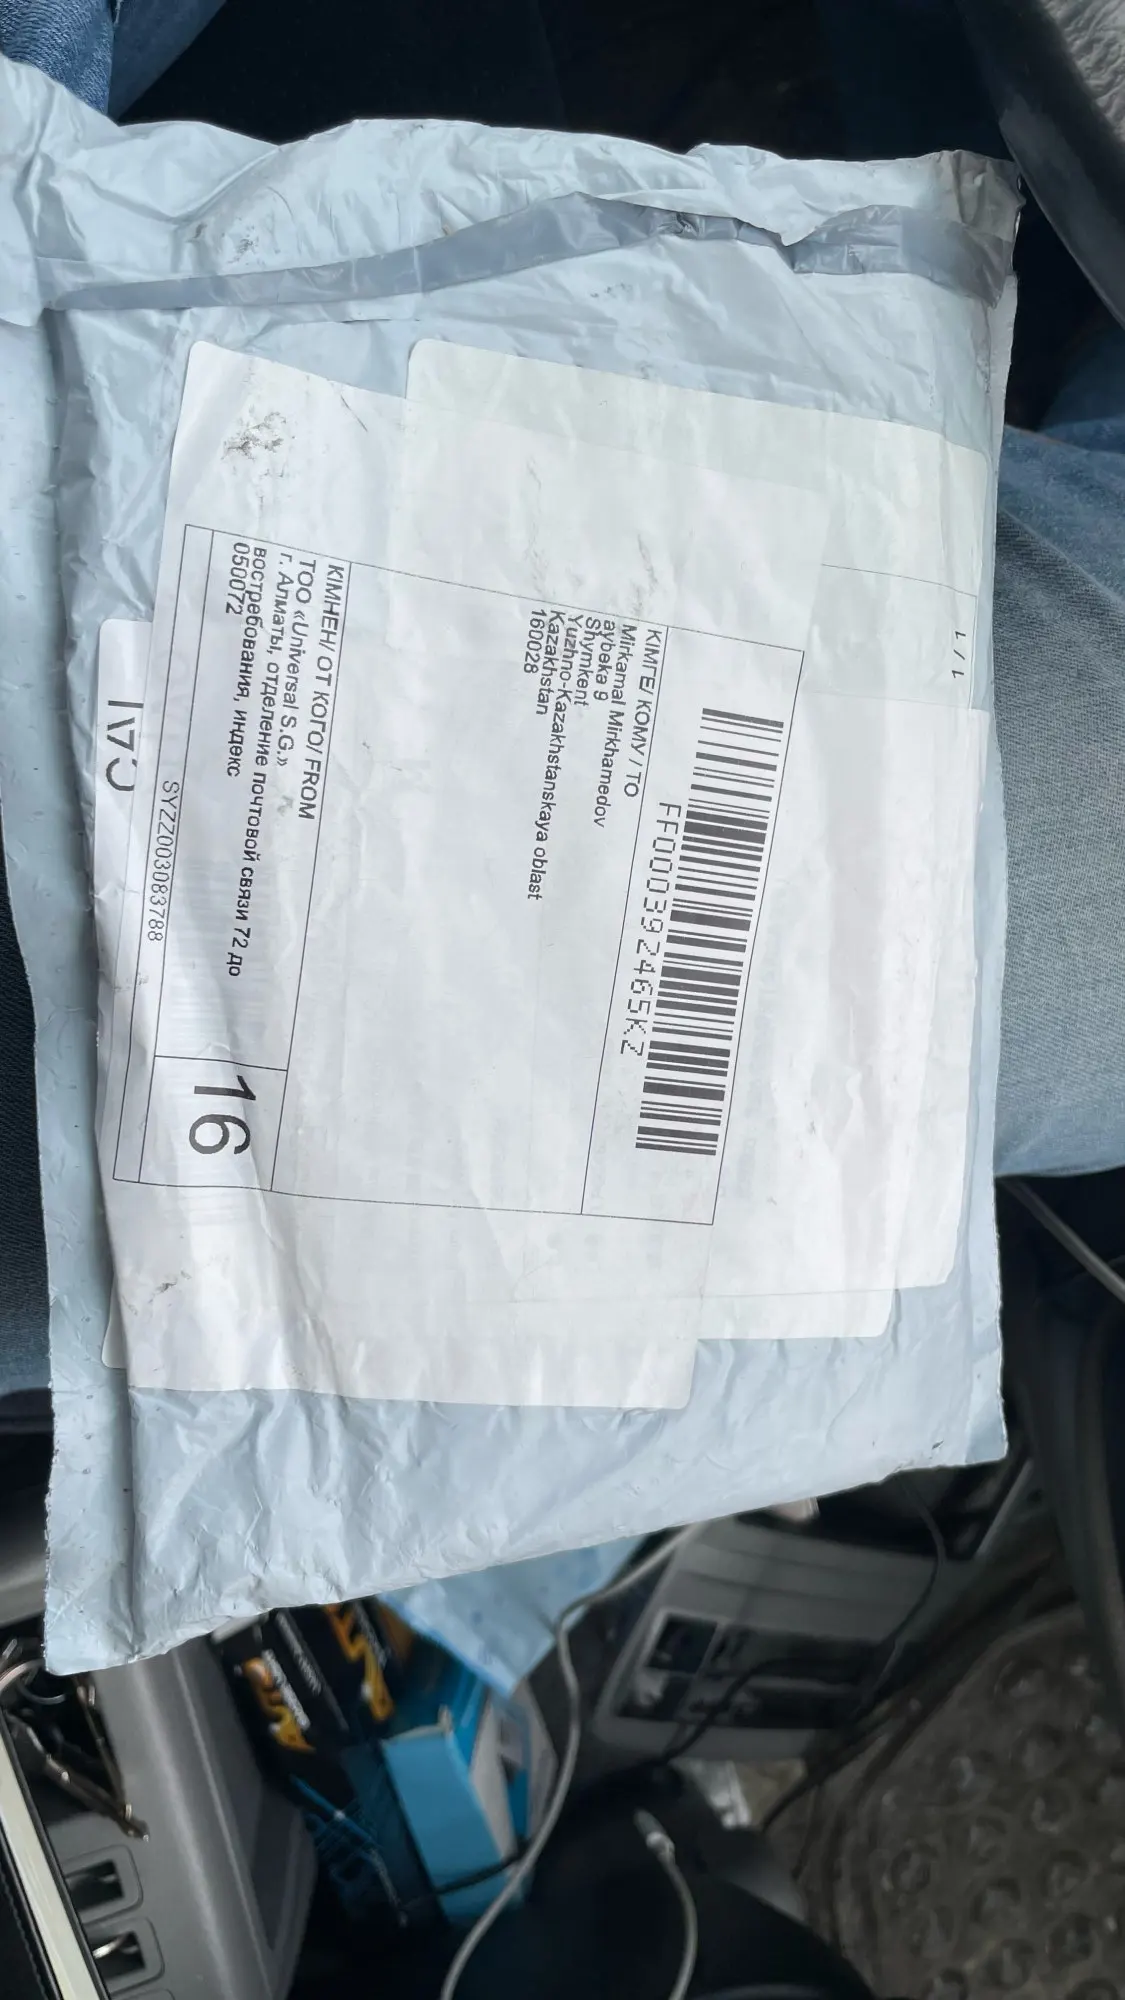 1 / 1
FF000392465KZ
КІМГЕ/ КОМУ / TO
Mirkamal Mirkhamedov
aybeka 9
Shymkent
Yuzhno-Kazakhstanskaya oblast
Kazakhstan
160028
КІМНЕН/ ОТ КОГО/ FROM
ТОО «Universal S.G.»
г. Алматы, отделение почтовой связи 72 до
востребования, индекс
050072
16
SYZZ003083788